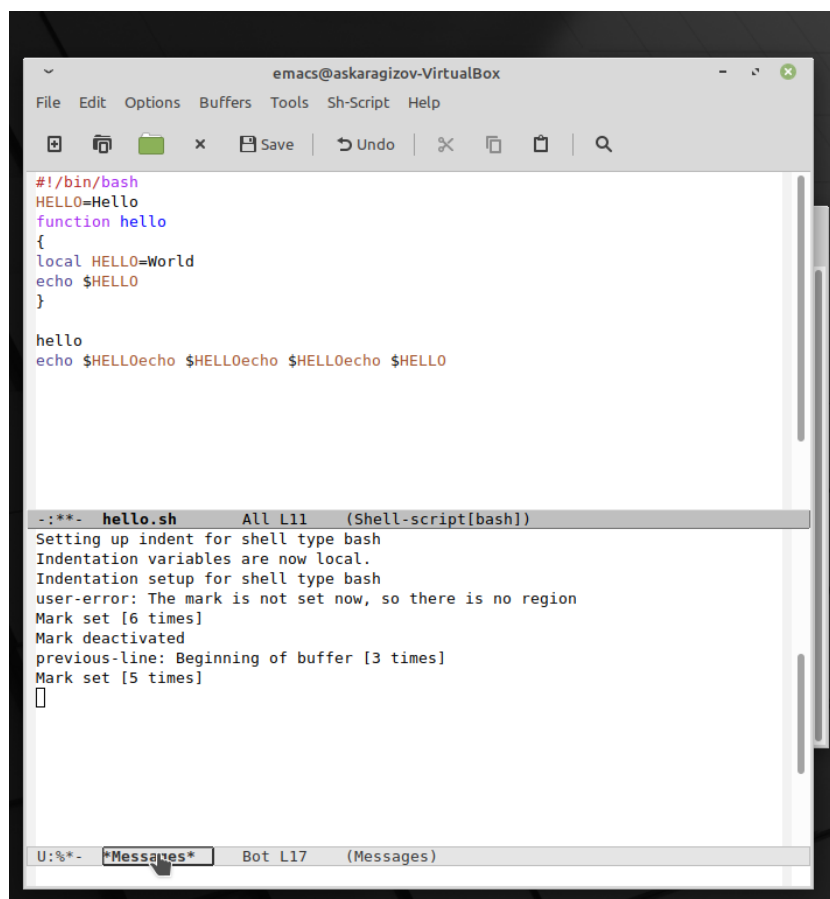 emacs@askaragizov-VirtualBox
File Edit Options Buffers Tools Sh-Script Help
Save Undo
#!/bin/bash
HELLO=Hello
function hello
{
local HELLO=World
echo $HELLO
}
hello
echo $HELLOecho $HELLOecho $HELLOecho $HELLO
-:**- hello.sh All L11 (Shell-script[bash])
Setting up indent for shell type bash
Indentation variables are now local.
Indentation setup for shell type bash
user-error: The mark is not set now, so there is no region
Mark set [6 times]
Mark deactivated
previous-line: Beginning of buffer [3 times]
Mark set [5 times]
U:%*- *Messages* Bot L17 (Messages)